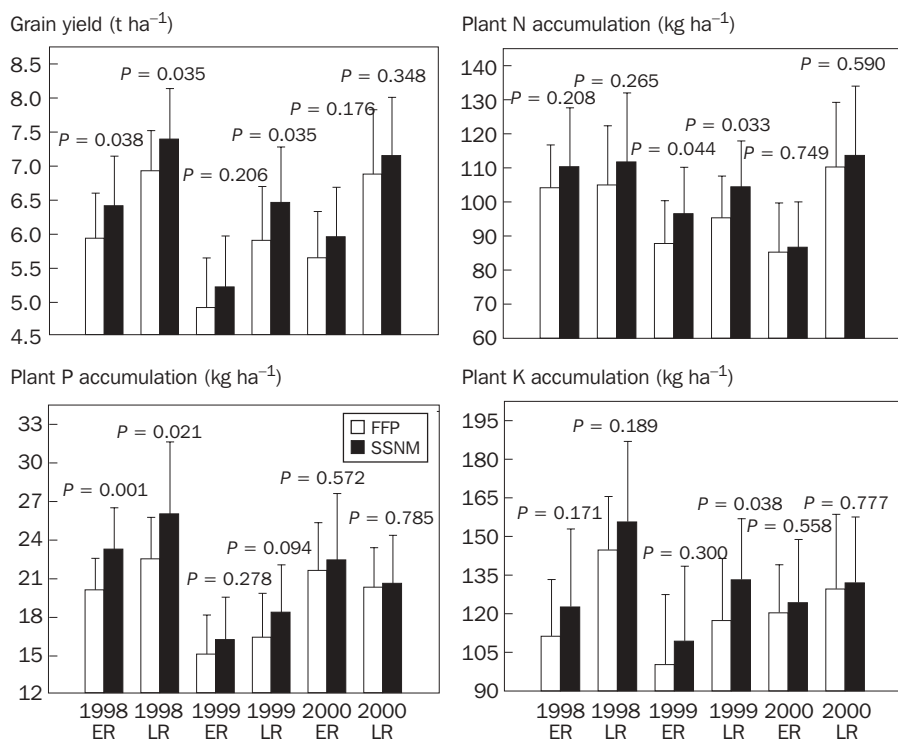 Grain yield (t ha⁻¹)
8.5
8.0
7.5
7.0
6.5
6.0
5.5
5.0
4.5
P = 0.038
P = 0.035
P = 0.206
P = 0.035
P = 0.176
P = 0.348
Plant N accumulation (kg ha⁻¹)
140
130
120
110
100
90
80
70
60
P = 0.208
P = 0.265
P = 0.044
P = 0.033
P = 0.749
P = 0.590
Plant P accumulation (kg ha⁻¹)
33
30
27
24
21
18
15
12
P = 0.001
P = 0.021
P = 0.278
P = 0.094
P = 0.572
P = 0.785
FFP
SSNM
1998 1998 1999 1999 2000 2000
ER LR ER LR ER LR
Plant K accumulation (kg ha⁻¹)
195
180
165
150
135
120
105
90
P = 0.171
P = 0.189
P = 0.300
P = 0.038
P = 0.558
P = 0.777
1998 1998 1999 1999 2000 2000
ER LR ER LR ER LR